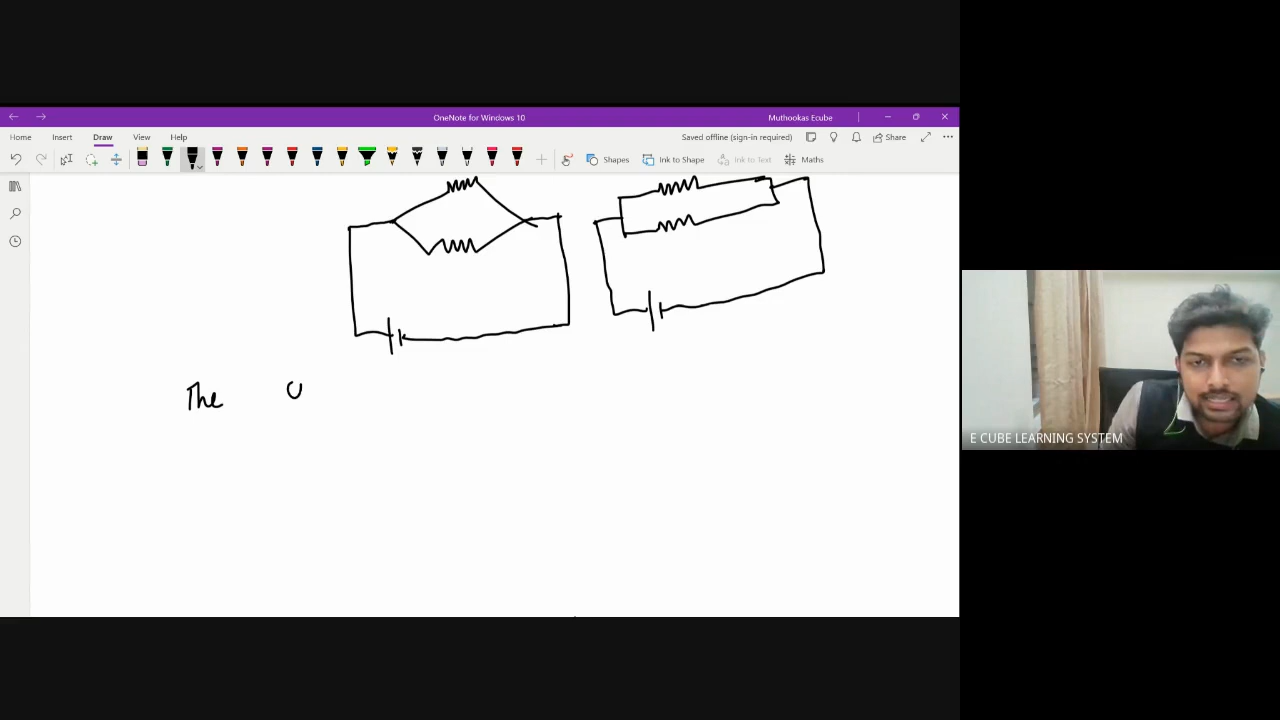 OneNote for Windows 10
Muthookas Ecube
Home Insert Draw View Help
Saved offline (sign-in required)
Share
Shapes
Ink to Shape
Ink to Text
Maths
The
E CUBE LEARNING SYSTEM